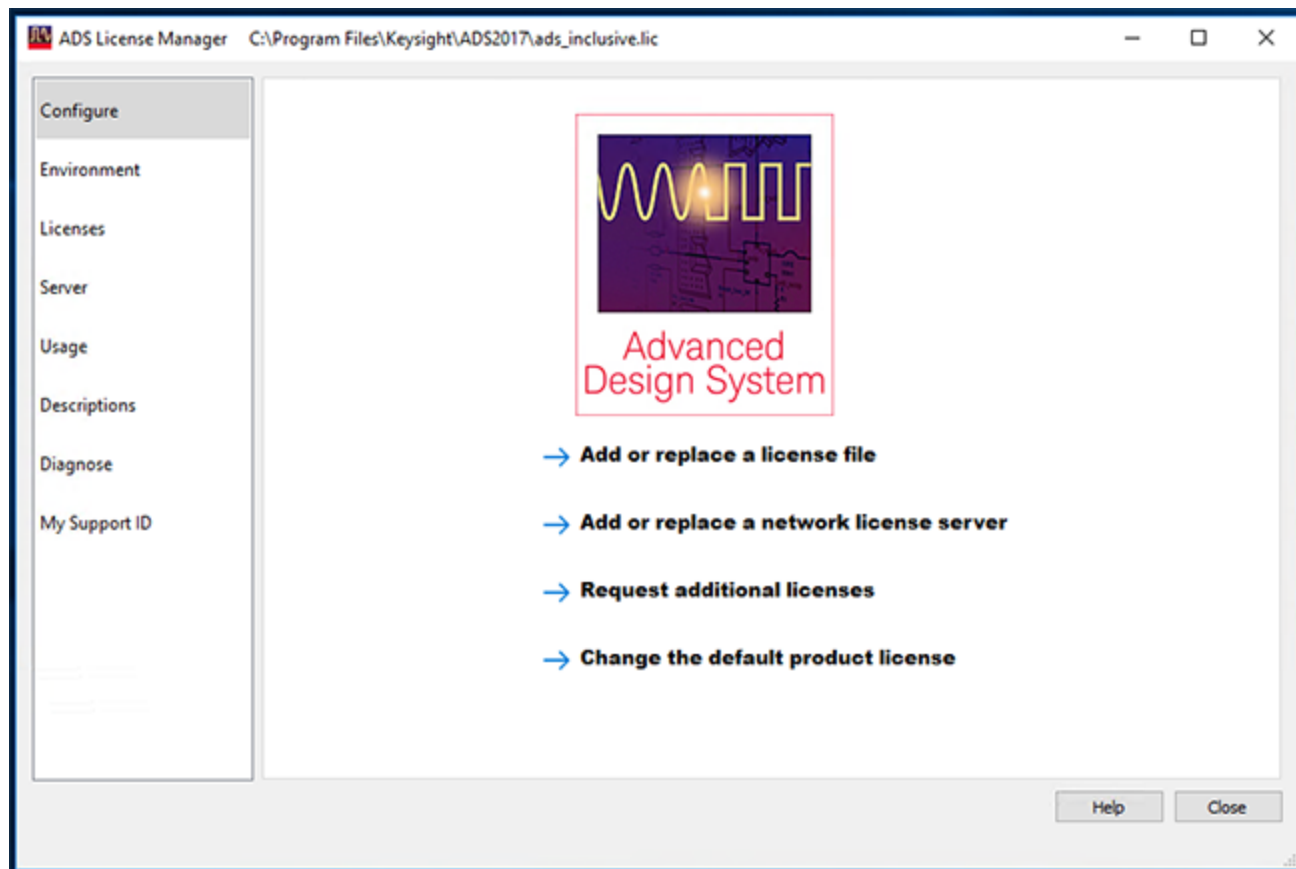 ADS License Manager C:\Program Files\Keysight\ADS2017\ads_inclusive.lic
Configure
Environment
Licenses
Server
Usage
Descriptions
Diagnose
My Support ID
Advanced
Design System
Add or replace a license file
Add or replace a network license server
Request additional licenses
Change the default product license
Help
Close